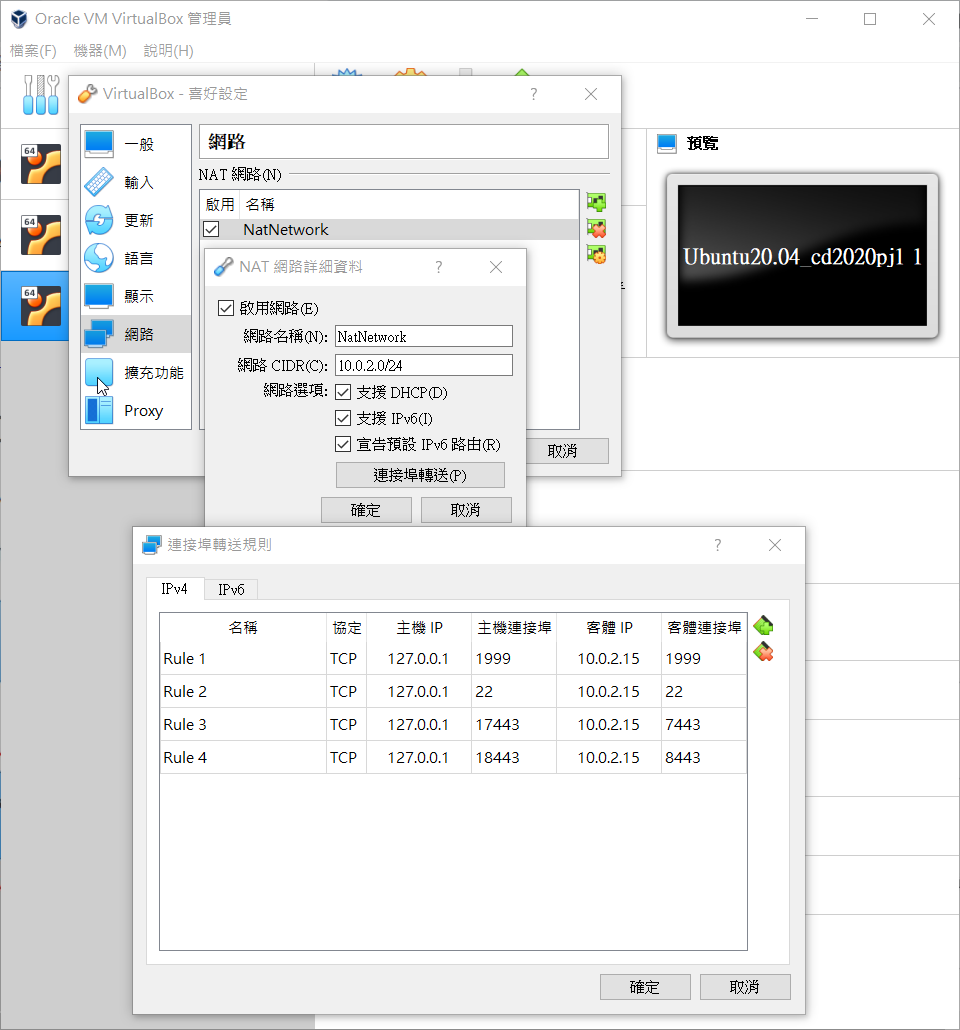 Oracle VM VirtualBox 管理員
檔案(F) 機器(M) 說明(H)
VirtualBox - 喜好設定
一般
輸入
更新
語言
顯示
網路
擴充功能
Proxy
網路
NAT 網路(N)
啟用 名稱
NatNetwork
取消
64
64
64
預覽
Ubuntu20.04_cd2020pj1 1
NAT 網路詳細資料
啟用網路(E)
網路名稱(N): NatNetwork
網路 CIDR(C): 10.0.2.0/24
網路選項: 支援 DHCP(D)
支援 IPv6(I)
宣告預設 IPv6 路由(R)
連接埠轉送(P)
確定 取消
連接埠轉送規則
IPv4 IPv6
名稱 協定 主機 IP 主機連接埠 客體 IP 客體連接埠
Rule 1 TCP 127.0.0.1 1999 10.0.2.15 1999
Rule 2 TCP 127.0.0.1 22 10.0.2.15 22
Rule 3 TCP 127.0.0.1 17443 10.0.2.15 7443
Rule 4 TCP 127.0.0.1 18443 10.0.2.15 8443
確定 取消